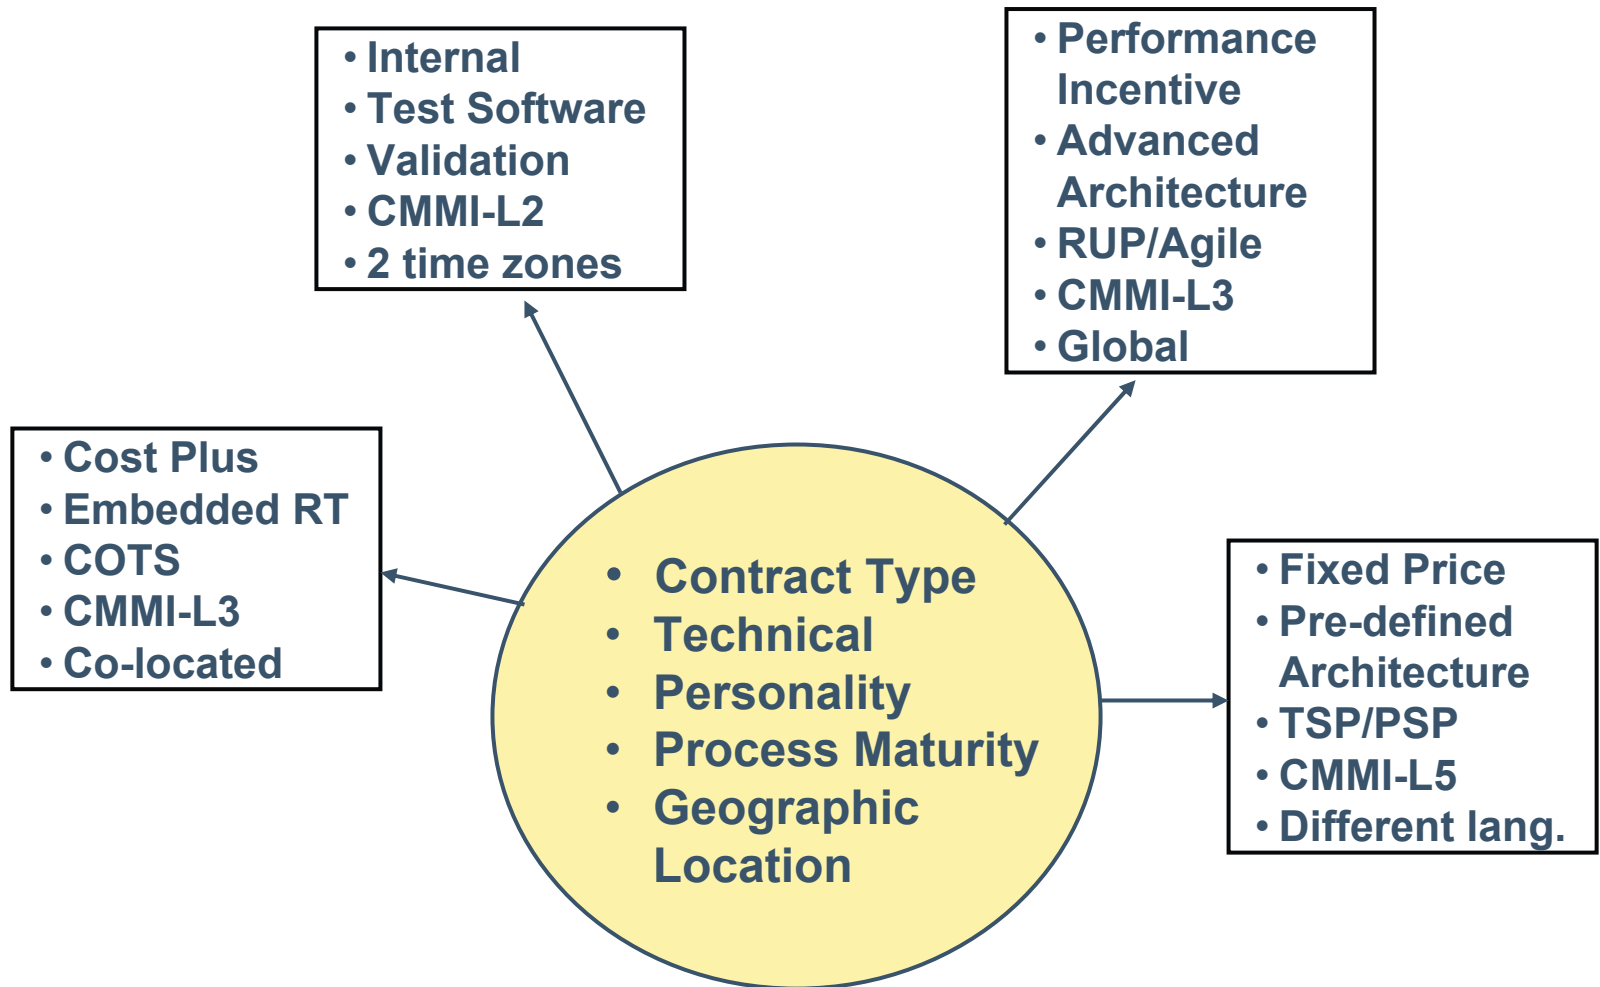 • Internal
• Test Software
• Validation
• CMMI-L2
• 2 time zones
• Performance
Incentive
• Advanced
Architecture
• RUP/Agile
• CMMI-L3
• Global
• Cost Plus
• Embedded RT
• COTS
• CMMI-L3
• Co-located
• Contract Type
• Technical
• Personality
• Process Maturity
• Geographic
Location
• Fixed Price
• Pre-defined
Architecture
• TSP/PSP
• CMMI-L5
• Different lang.